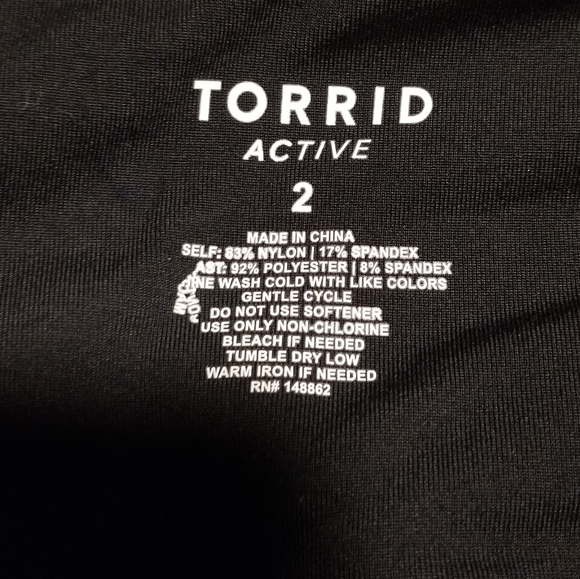 TORRID
ACTIVE
2
MADE IN CHINA
SELF: 83% NYLON | 17% SPANDEX
AST: 92% POLYESTER | 8% SPANDEX
NE WASH COLD WITH LIKE COLORS
GENTLE CYCLE
DO NOT USE SOFTENER
USE ONLY NON-CHLORINE
BLEACH IF NEEDED
TUMBLE DRY LOW
WARM IRON IF NEEDED
RN# 148862